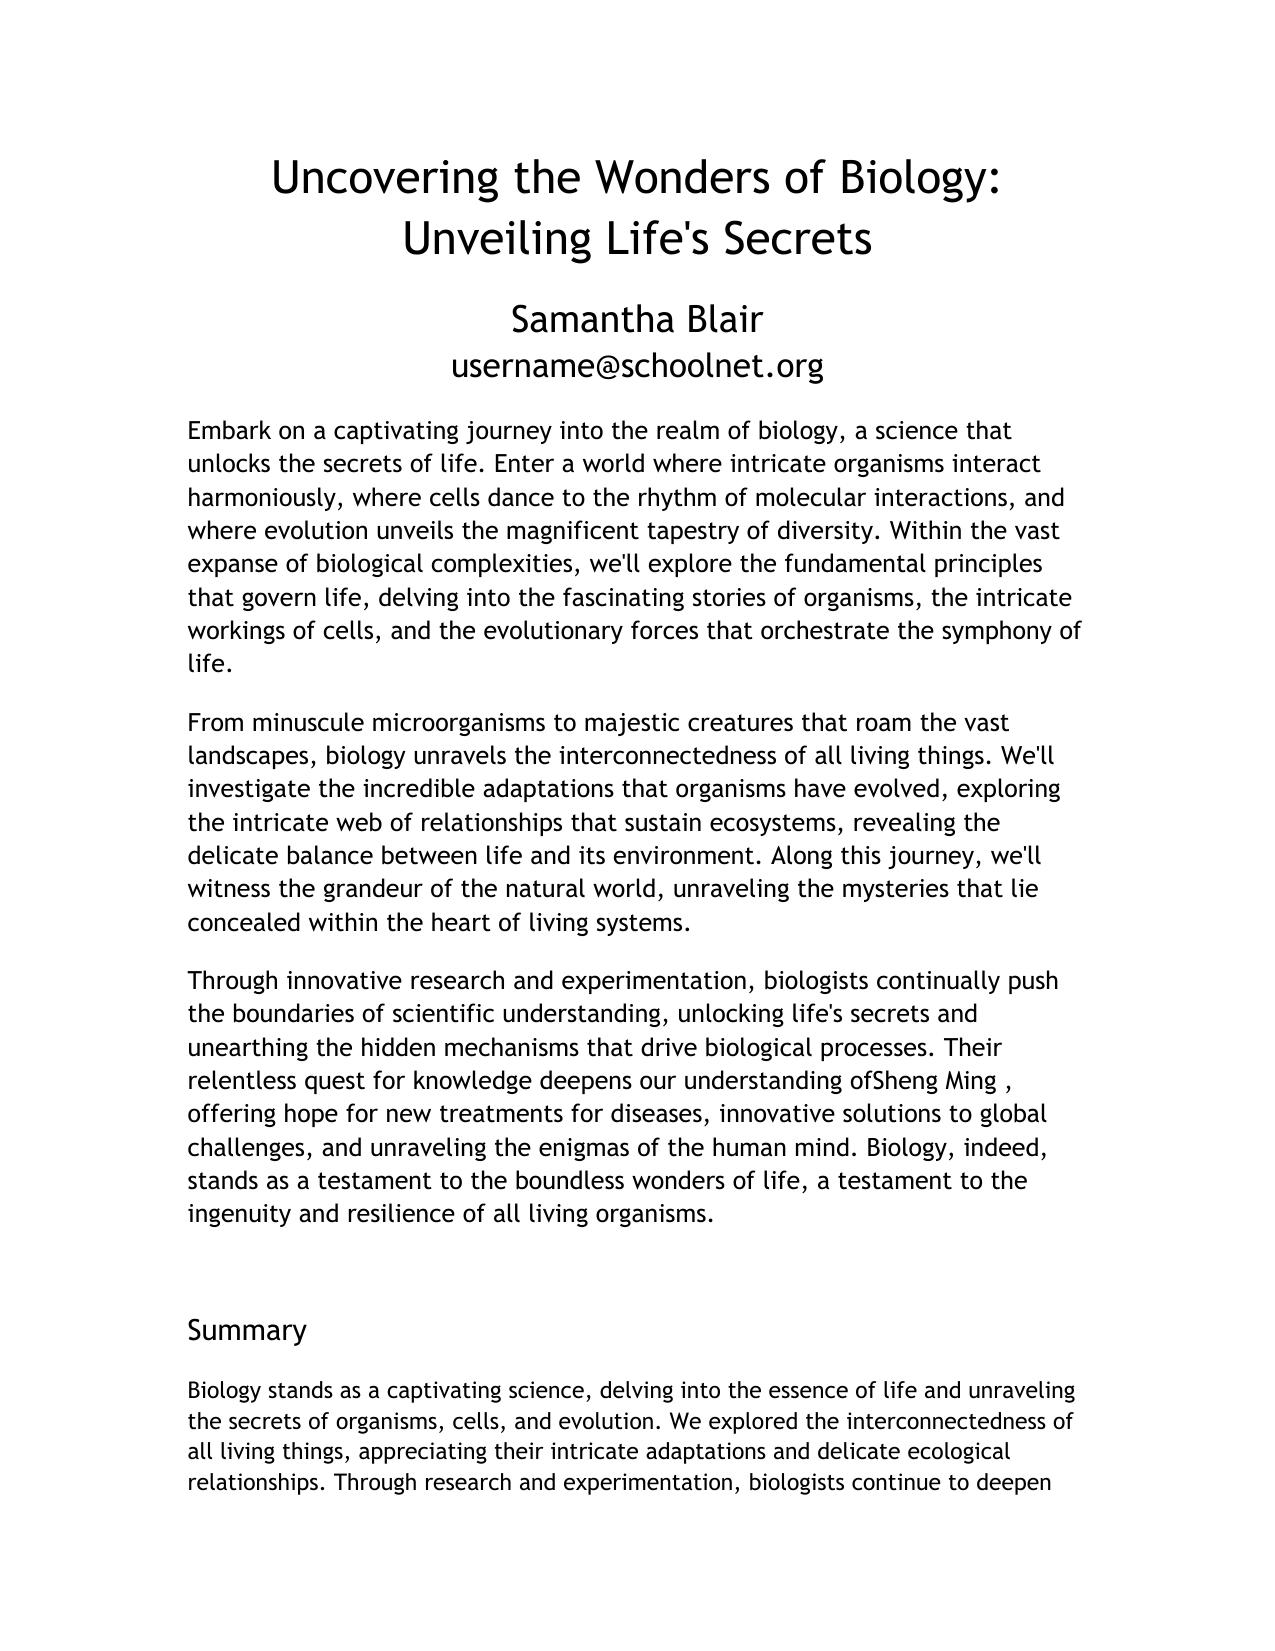 Uncovering the Wonders of Biology:
Unveiling Life's Secrets
Samantha Blair
username@schoolnet.org
Embark on a captivating journey into the realm of biology, a science that
unlocks the secrets of life. Enter a world where intricate organisms interact
harmoniously, where cells dance to the rhythm of molecular interactions, and
where evolution unveils the magnificent tapestry of diversity. Within the vast
expanse of biological complexities, we'll explore the fundamental principles
that govern life, delving into the fascinating stories of organisms, the intricate
workings of cells, and the evolutionary forces that orchestrate the symphony of
life.
From minuscule microorganisms to majestic creatures that roam the vast
landscapes, biology unravels the interconnectedness of all living things. We'll
investigate the incredible adaptations that organisms have evolved, exploring
the intricate web of relationships that sustain ecosystems, revealing the
delicate balance between life and its environment. Along this journey, we'll
witness the grandeur of the natural world, unraveling the mysteries that lie
concealed within the heart of living systems.
Through innovative research and experimentation, biologists continually push
the boundaries of scientific understanding, unlocking life's secrets and
unearthing the hidden mechanisms that drive biological processes. Their
relentless quest for knowledge deepens our understanding ofSheng Ming ,
offering hope for new treatments for diseases, innovative solutions to global
challenges, and unraveling the enigmas of the human mind. Biology, indeed,
stands as a testament to the boundless wonders of life, a testament to the
ingenuity and resilience of all living organisms.
Summary
Biology stands as a captivating science, delving into the essence of life and unraveling
the secrets of organisms, cells, and evolution. We explored the interconnectedness of
all living things, appreciating their intricate adaptations and delicate ecological
relationships. Through research and experimentation, biologists continue to deepen